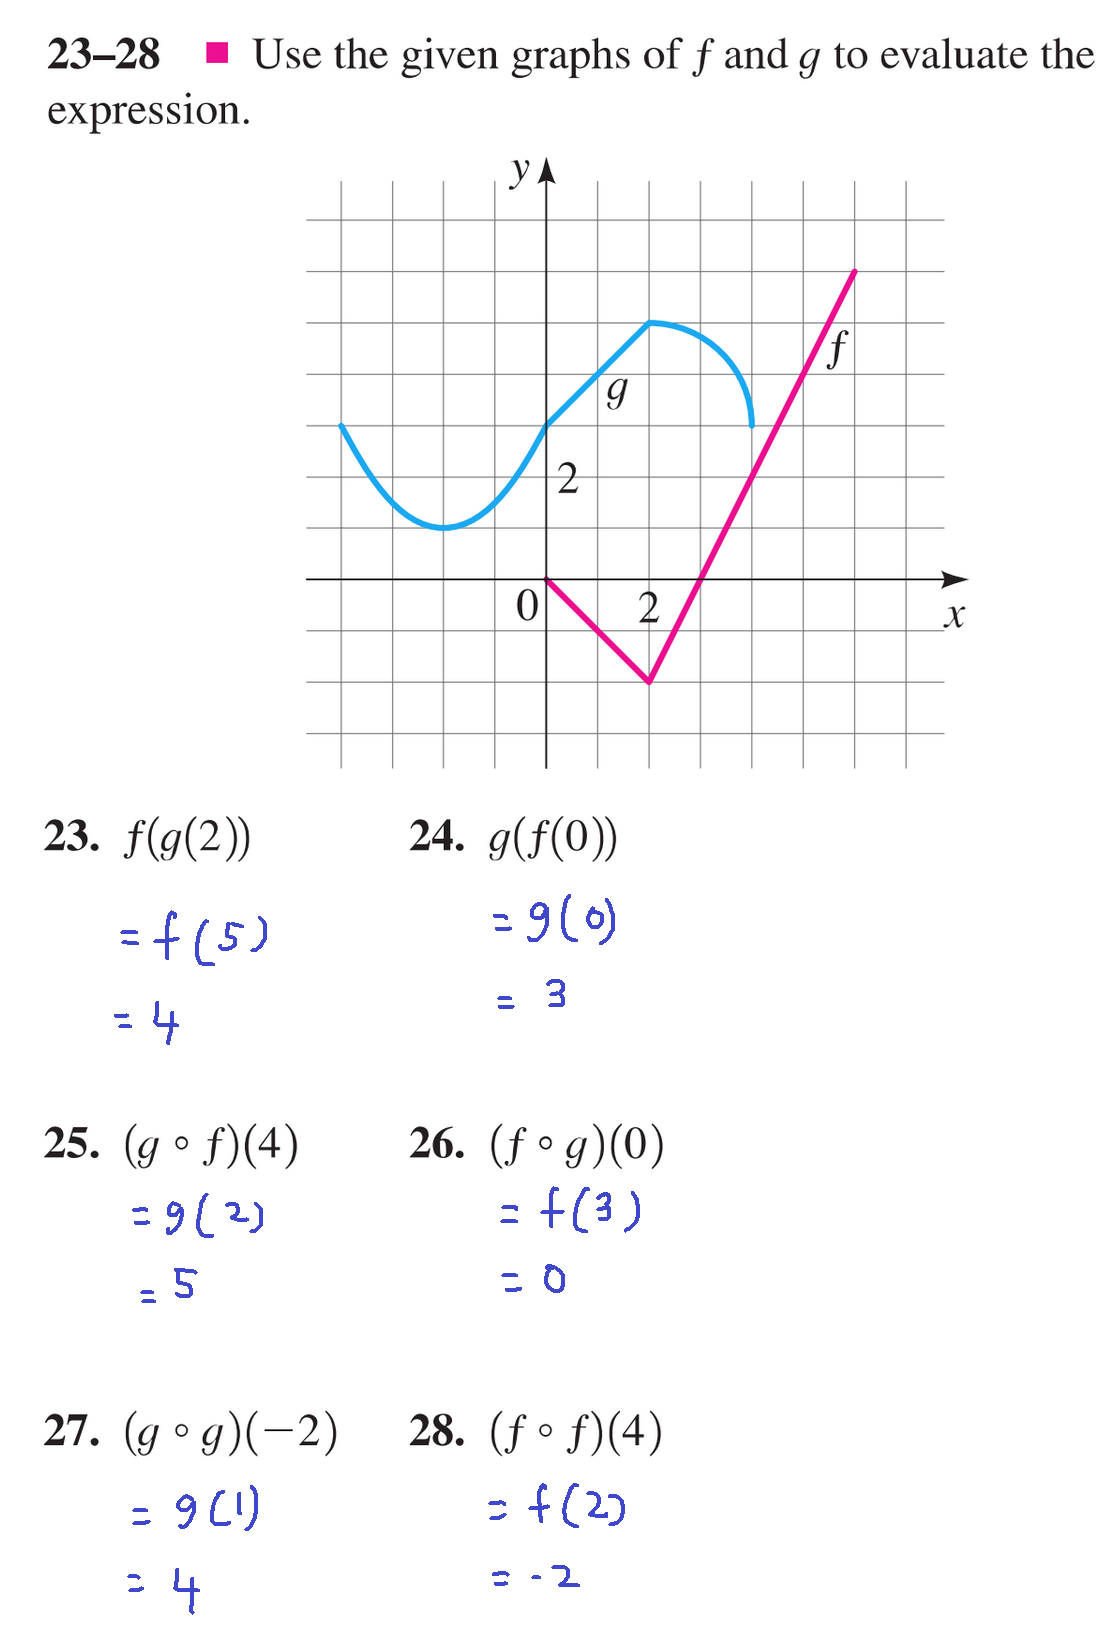 23–28 ■ Use the given graphs of f and g to evaluate the
expression.
y
f
g
2
0
2
x
23. f(g(2)) 24. g(f(0))
= f(5) = g(0)
= 4 = 3
25. (g ∘ f)(4) 26. (f ∘ g)(0)
= g(2) = f(3)
= 5 = 0
27. (g ∘ g)(−2) 28. (f ∘ f)(4)
= g(1) = f(2)
= 4 = -2